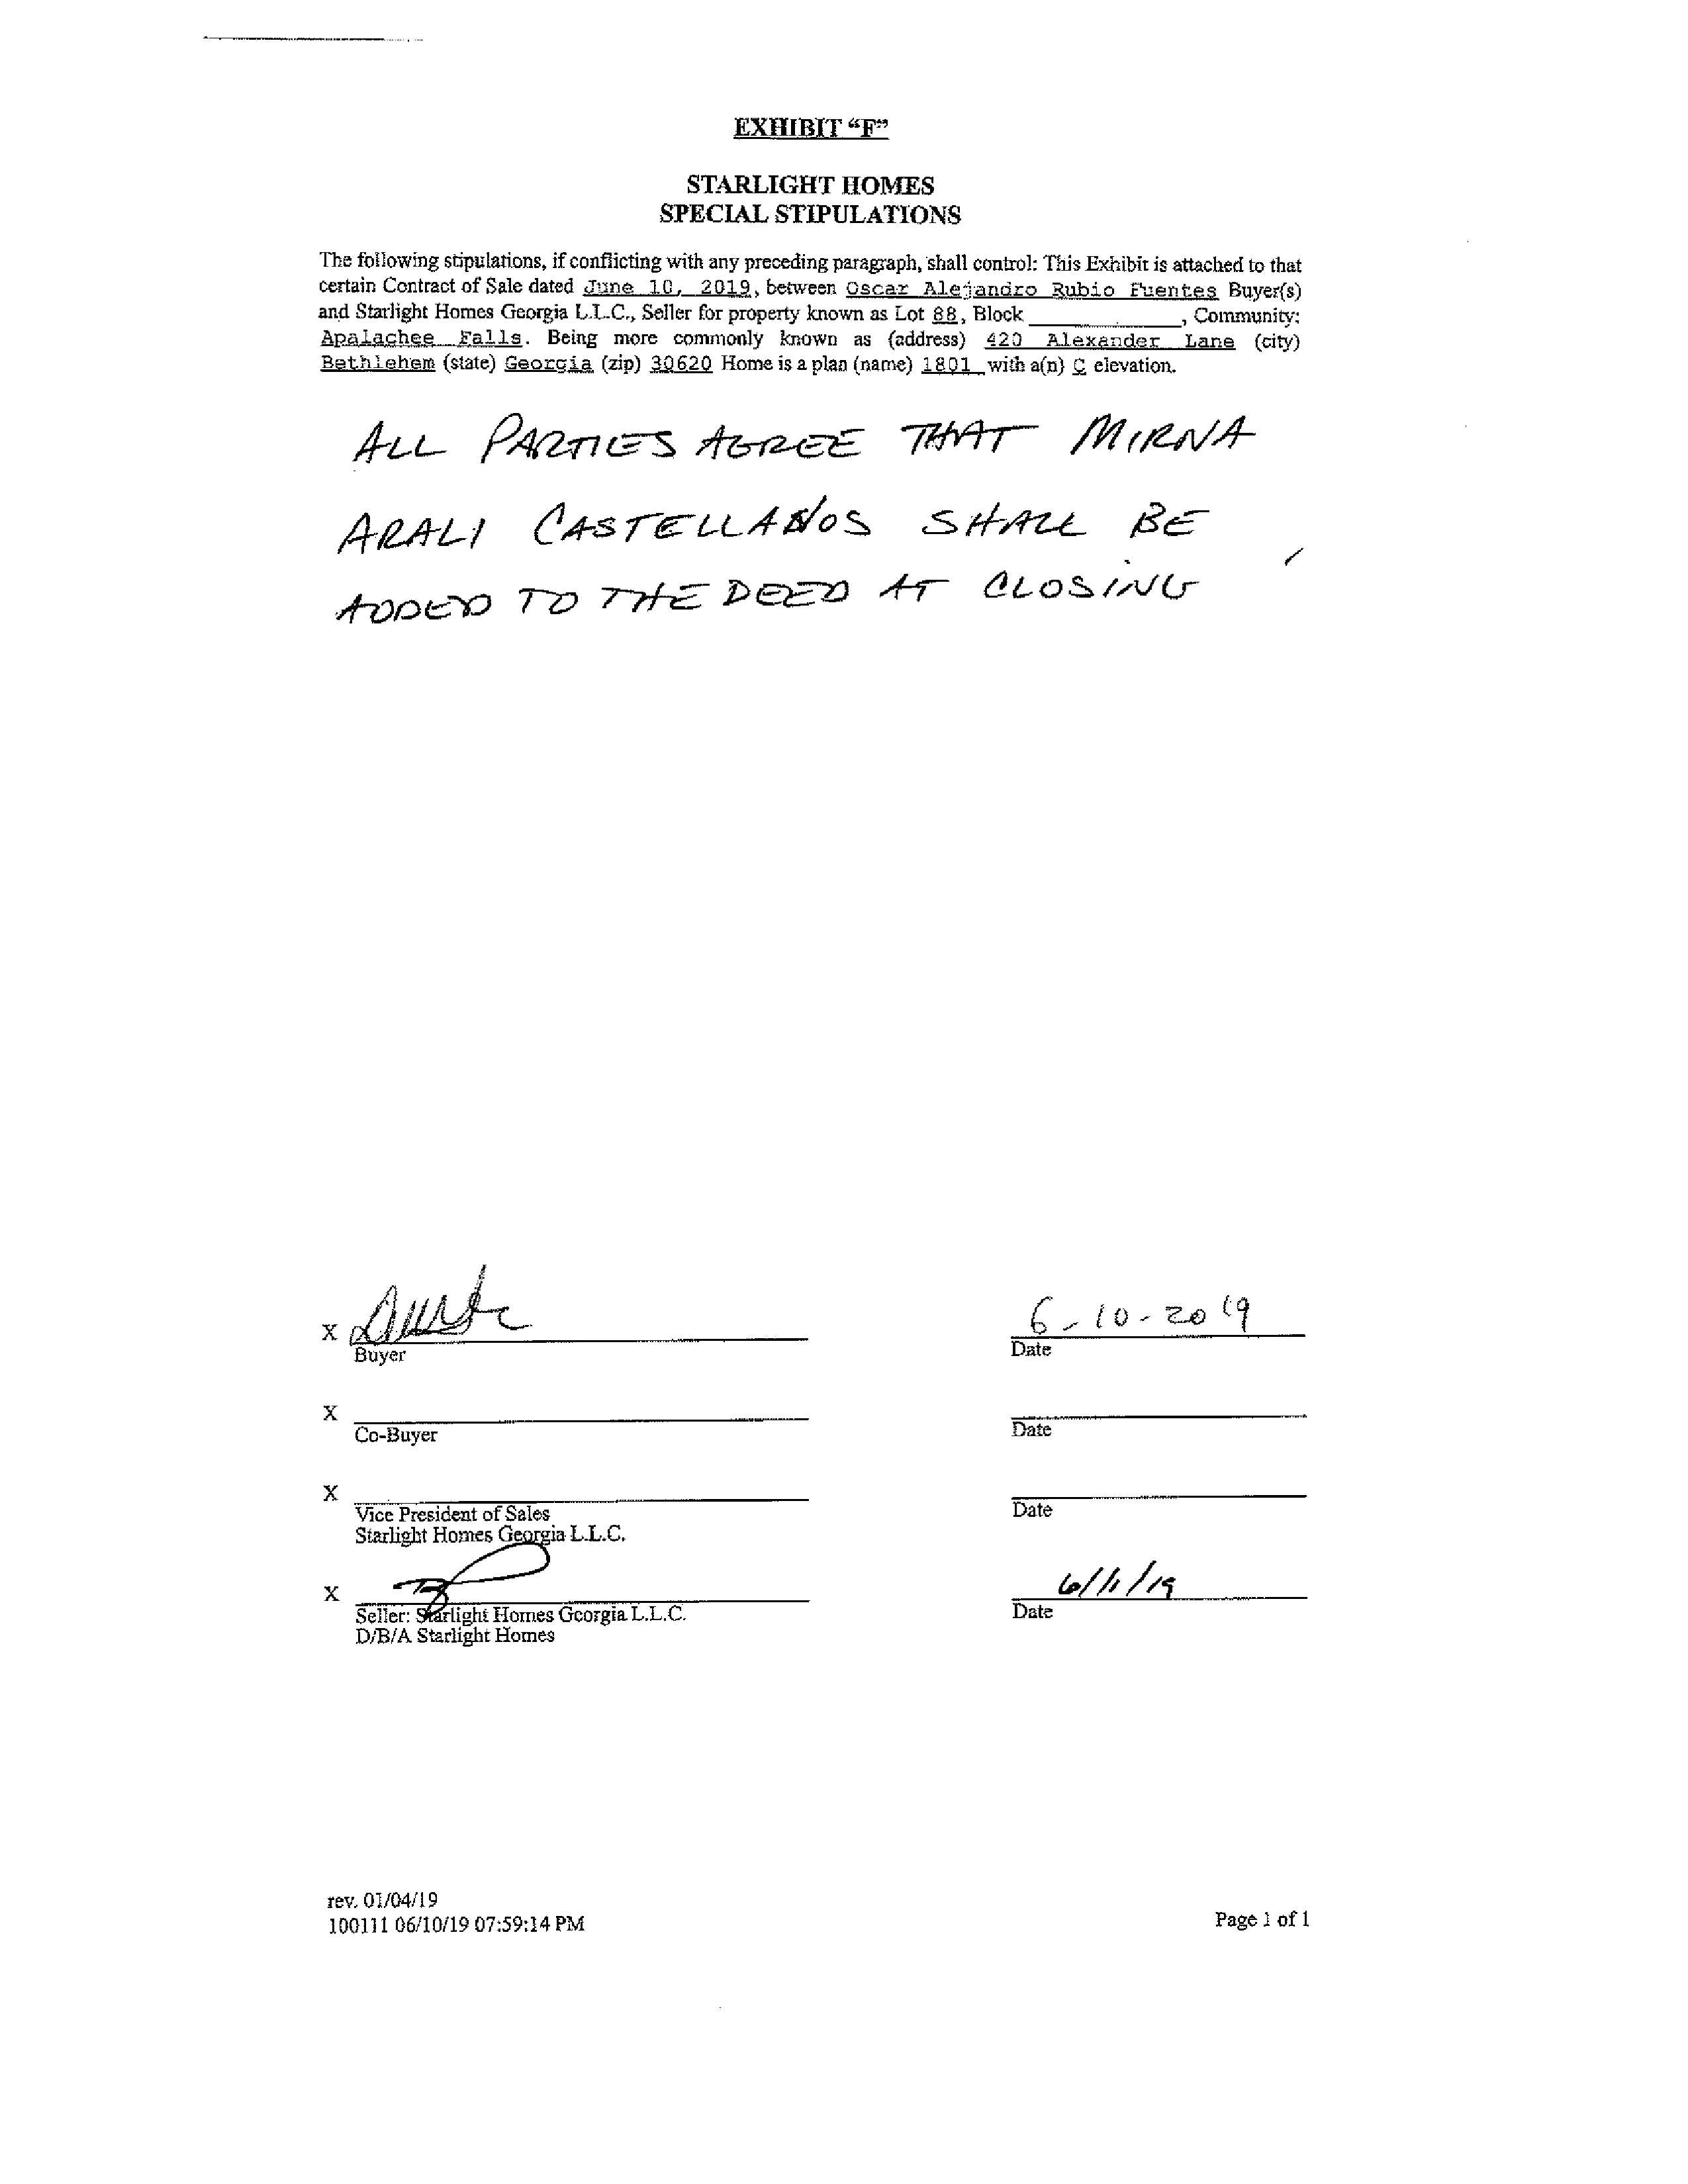 EXHIBIT “F”
STARLIGHT HOMES
SPECIAL STIPULATIONS
The following stipulations, if conflicting with any preceding paragraph, shall control: This Exhibit is attached to that
certain Contract of Sale dated June 10, 2019, between Oscar Alejandro Rubio Fuentes Buyer(s)
and Starlight Homes Georgia L.L.C., Seller for property known as Lot 88, Block ____________, Community:
Apalachee Falls. Being more commonly known as (address) 420 Alexander Lane (city)
Bethlehem (state) Georgia (zip) 30620 Home is a plan (name) 1801 with a(n) C elevation.
ALL PARTIES AGREE THAT MIRNA
ARALI CASTELLANOS SHALL BE
ADDED TO THE DEED AT CLOSING
X
6-10-2019
Buyer
Date
X
Co-Buyer
Date
X
Vice President of Sales
Date
Starlight Homes Georgia L.L.C.
X
6/11/19
Seller: Starlight Homes Georgia L.L.C.
Date
D/B/A Starlight Homes
rev. 01/04/19
100111 06/10/19 07:59:14 PM
Page 1 of 1